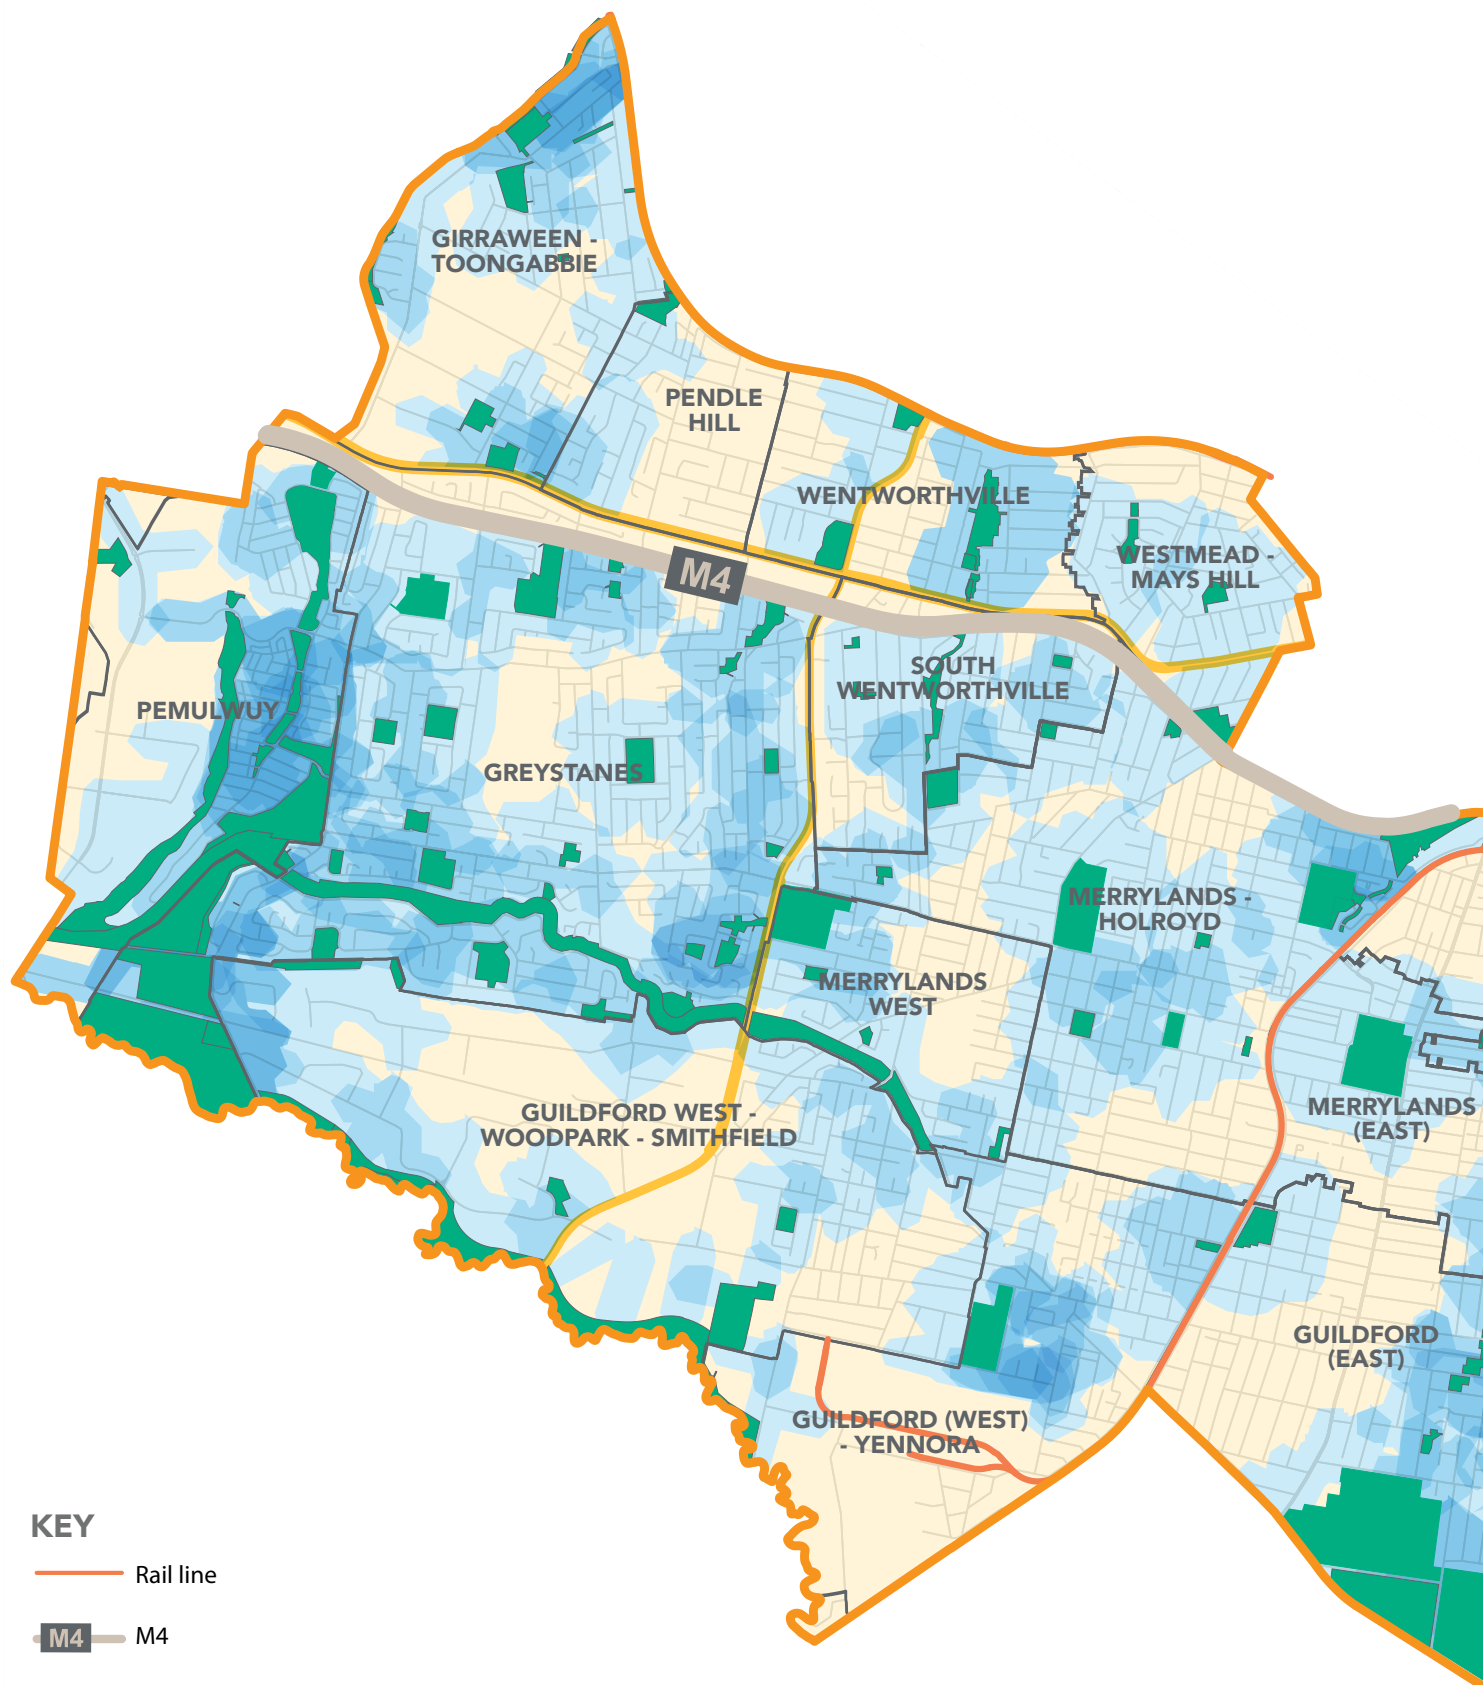 GIRRAWEEN -
TOONGABBIE
PENDLE
HILL
WENTWORTHVILLE
WESTMEAD -
MAYS HILL
M4
SOUTH
WENTWORTHVILLE
PEMULWUY
GREYSTANES
MERRYLANDS -
HOLROYD
MERRYLANDS
WEST
MERRYLANDS
(EAST)
GUILDFORD WEST -
WOODPARK - SMITHFIELD
GUILDFORD
(EAST)
GUILDFORD (WEST)
- YENNORA
KEY
Rail line
M4
M4